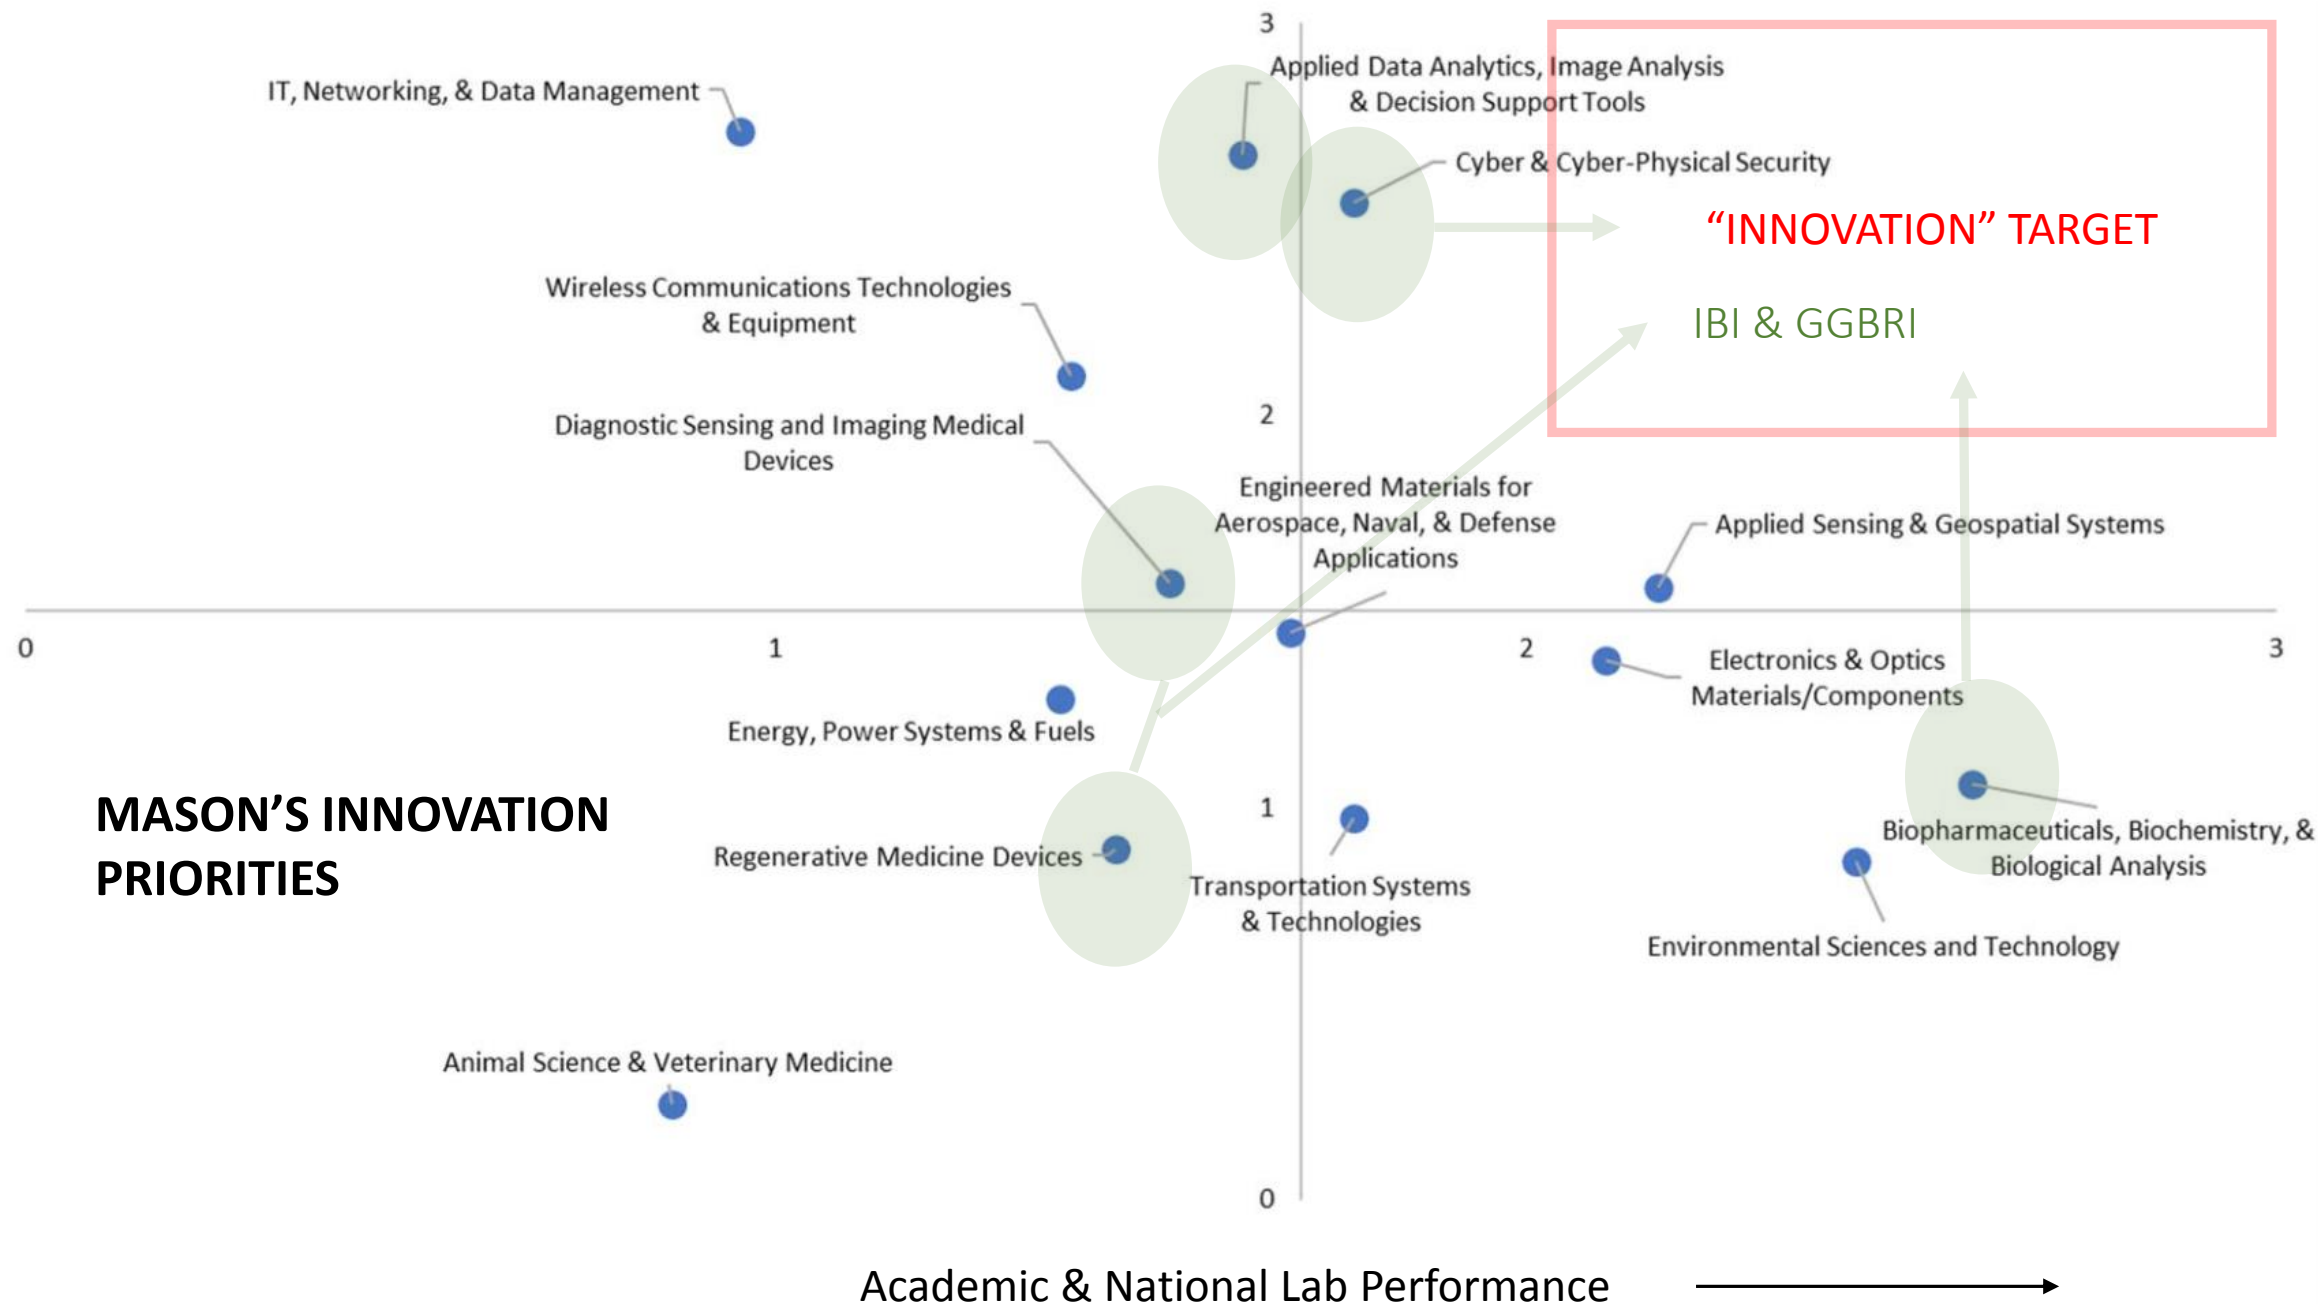 3
IT, Networking, & Data Management
Applied Data Analytics, Image Analysis
& Decision Support Tools
Cyber & Cyber-Physical Security
“INNOVATION” TARGET
IBI & GGBRI
Wireless Communications Technologies
& Equipment
2
Diagnostic Sensing and Imaging Medical
Devices
Engineered Materials for
Aerospace, Naval, & Defense
Applications
Applied Sensing & Geospatial Systems
0
1
2
3
Electronics & Optics
Materials/Components
Energy, Power Systems & Fuels
MASON’S INNOVATION
PRIORITIES
1
Regenerative Medicine Devices
Transportation Systems
& Technologies
Biopharmaceuticals, Biochemistry, &
Biological Analysis
Environmental Sciences and Technology
Animal Science & Veterinary Medicine
0
Academic & National Lab Performance